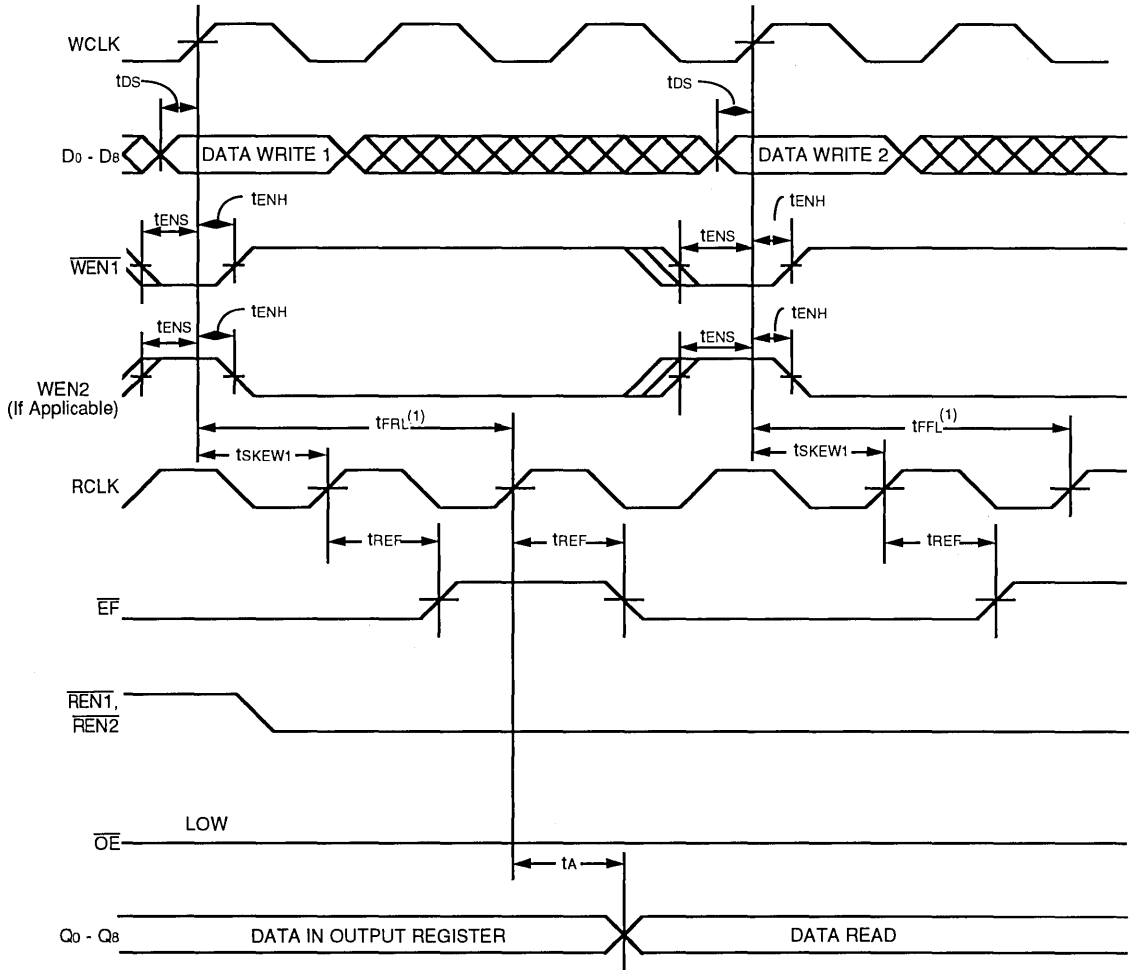 WCLK
tDS
tDS
D0 - D8
DATA WRITE 1
DATA WRITE 2
tENH
tENH
tENS
tENS
WEN1
tENH
tENH
tENS
tENS
WEN2
(If Applicable)
tFRL(1)
tFFL(1)
tSKEW1
tSKEW1
RCLK
tREF
tREF
tREF
EF
REN1,
REN2
LOW
OE
tA
Q0 - Q8
DATA IN OUTPUT REGISTER
DATA READ